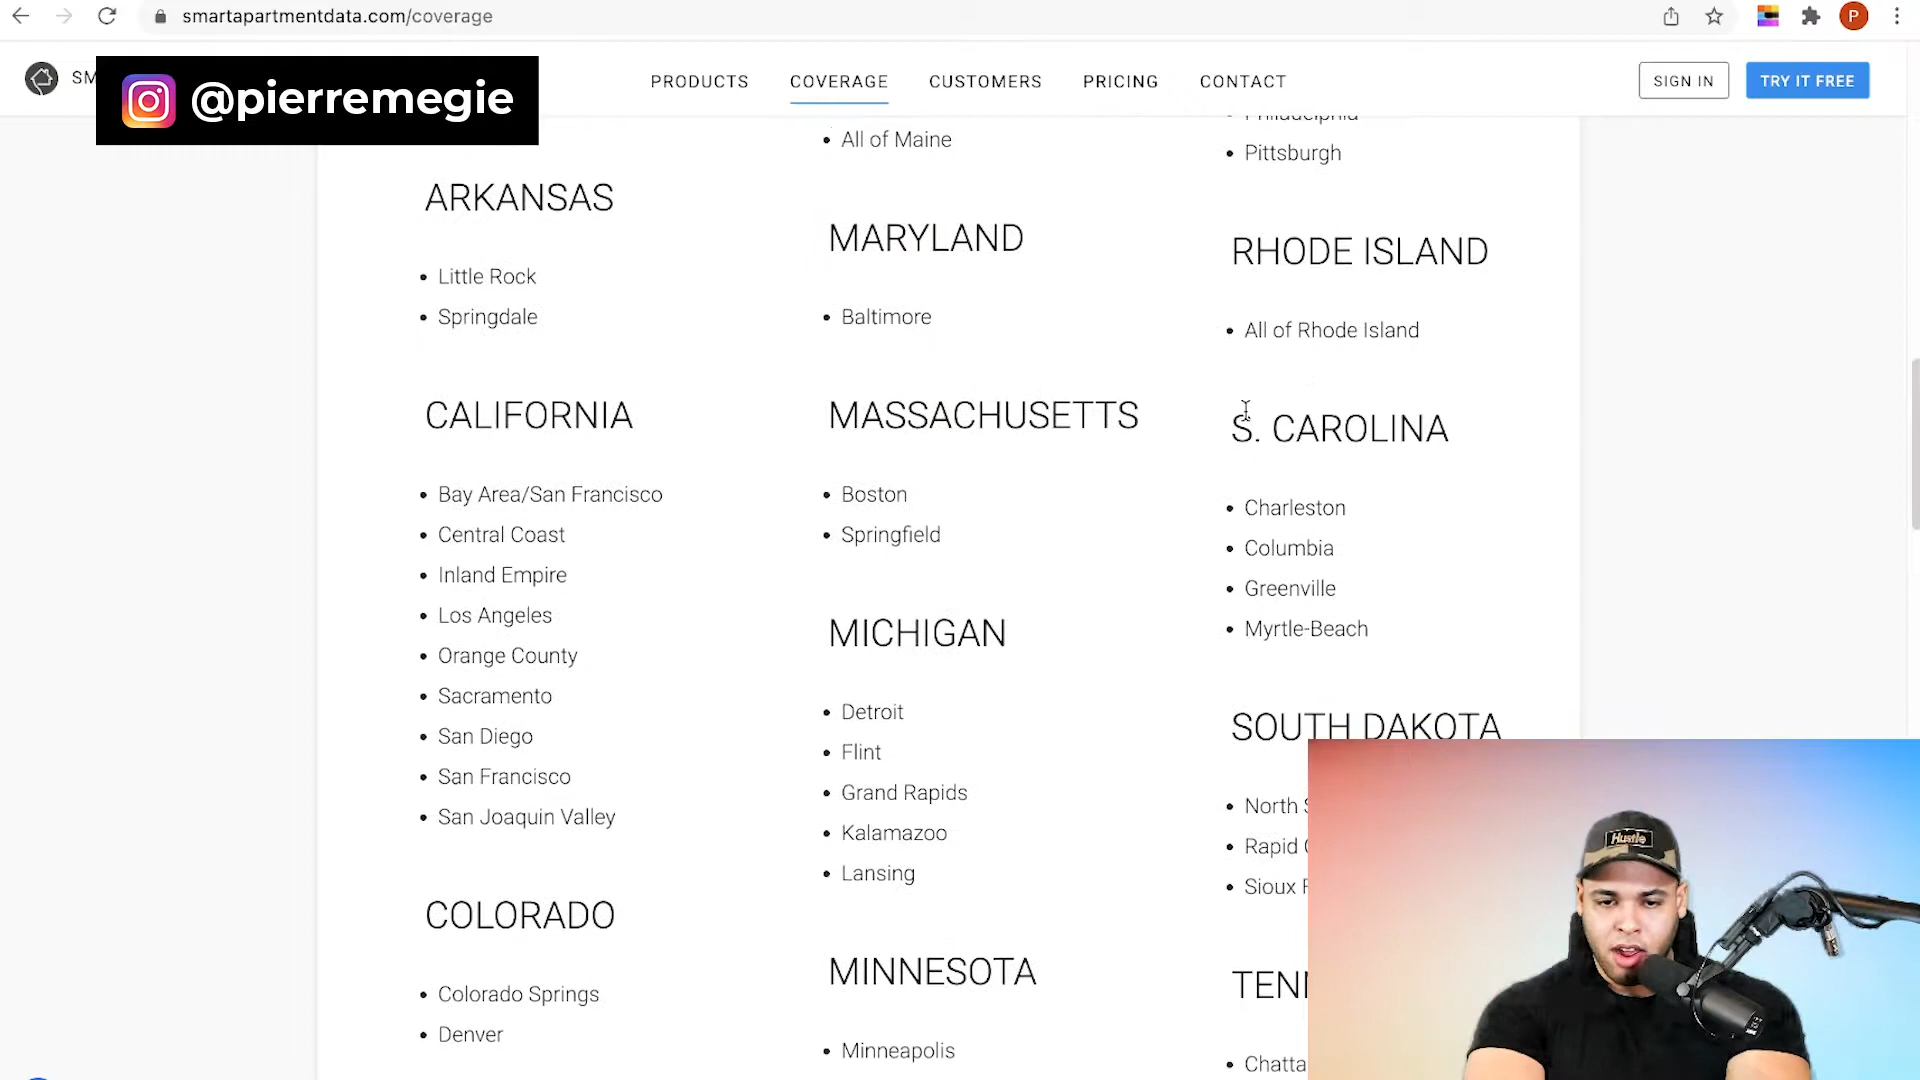 smartapartmentdata.com/coverage
P
SM
@pierremegie
PRODUCTS
COVERAGE
CUSTOMERS
PRICING
CONTACT
SIGN IN
TRY IT FREE
ARKANSAS
Little Rock
Springdale
CALIFORNIA
Bay Area/San Francisco
Central Coast
Inland Empire
Los Angeles
Orange County
Sacramento
San Diego
San Francisco
San Joaquin Valley
COLORADO
Colorado Springs
Denver
All of Maine
MARYLAND
Baltimore
MASSACHUSETTS
Boston
Springfield
MICHIGAN
Detroit
Flint
Grand Rapids
Kalamazoo
Lansing
MINNESOTA
Minneapolis
Philadelphia
Pittsburgh
RHODE ISLAND
All of Rhode Island
S. CAROLINA
Charleston
Columbia
Greenville
Myrtle-Beach
SOUTH DAKOTA
North S
Rapid
Sioux F
TEN
Chatta
Hustle